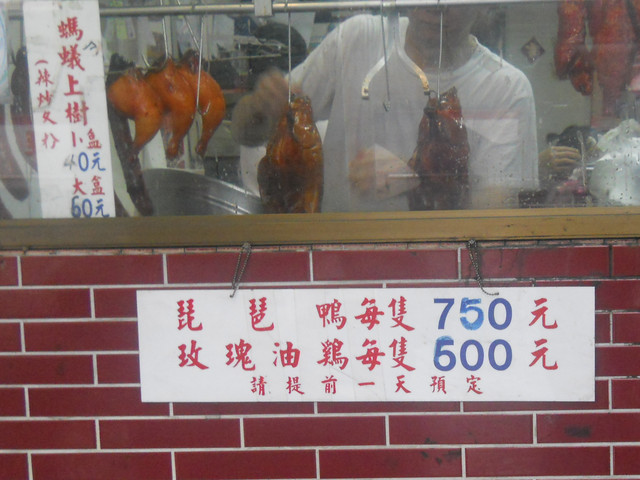 螞蟻上樹
(辣炒冬粉)
小盒
40元
大盒
60元
琵琶鴨每隻750元
玫瑰油鷄每隻600元
請提前一天預定